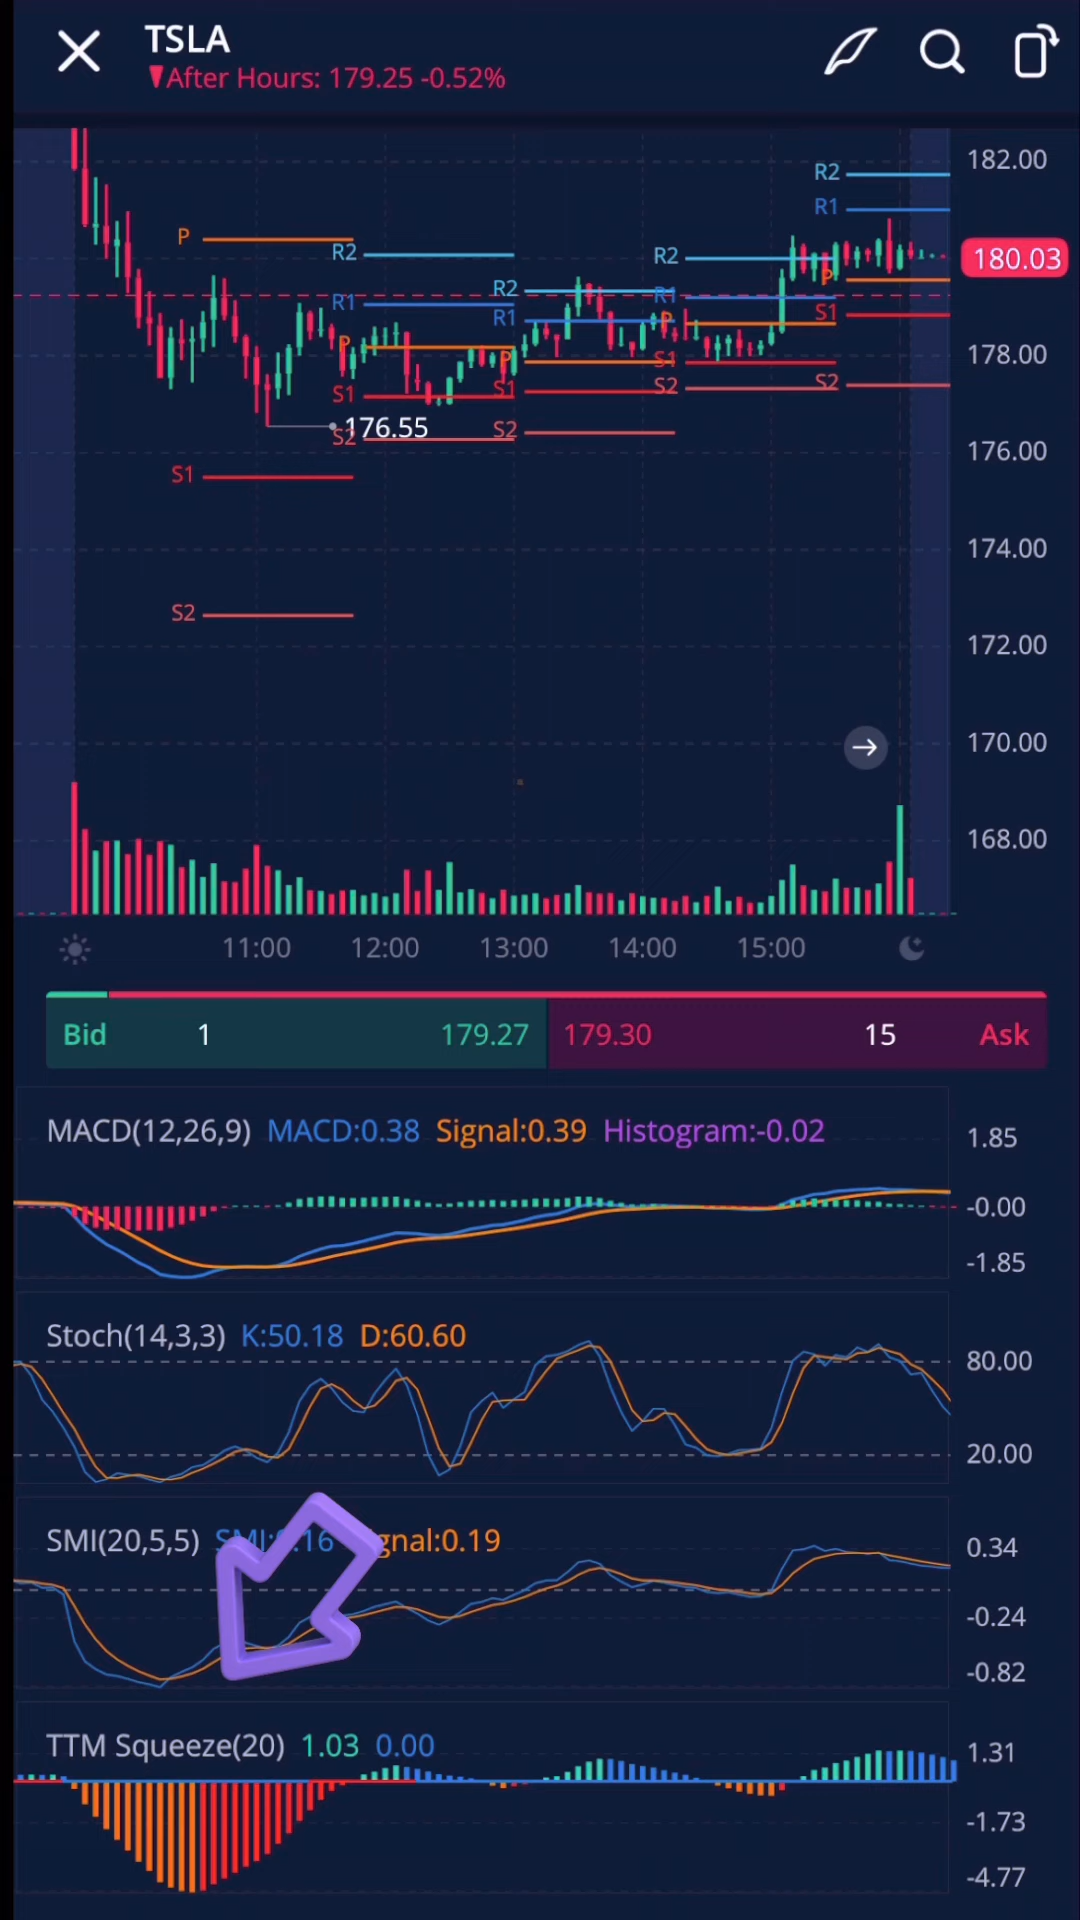 TSLA
▼After Hours: 179.25 -0.52%
182.00
R2
R1
P
R2
R2
180.03
R2
P
R1
R1
R1
P
P
P
S1
178.00
S1
S1
S1
S2
S2
176.55
S2
S2
176.00
S1
174.00
S2
172.00
170.00
168.00
11:00 12:00 13:00 14:00 15:00
Bid 1 179.27 179.30 15 Ask
MACD(12,26,9) MACD:0.38 Signal:0.39 Histogram:-0.02
1.85
-0.00
-1.85
Stoch(14,3,3) K:50.18 D:60.60
80.00
20.00
SMI(20,5,5) Signal:0.19
0.34
-0.24
-0.82
TTM Squeeze(20) 1.03 0.00
1.31
-1.73
-4.77